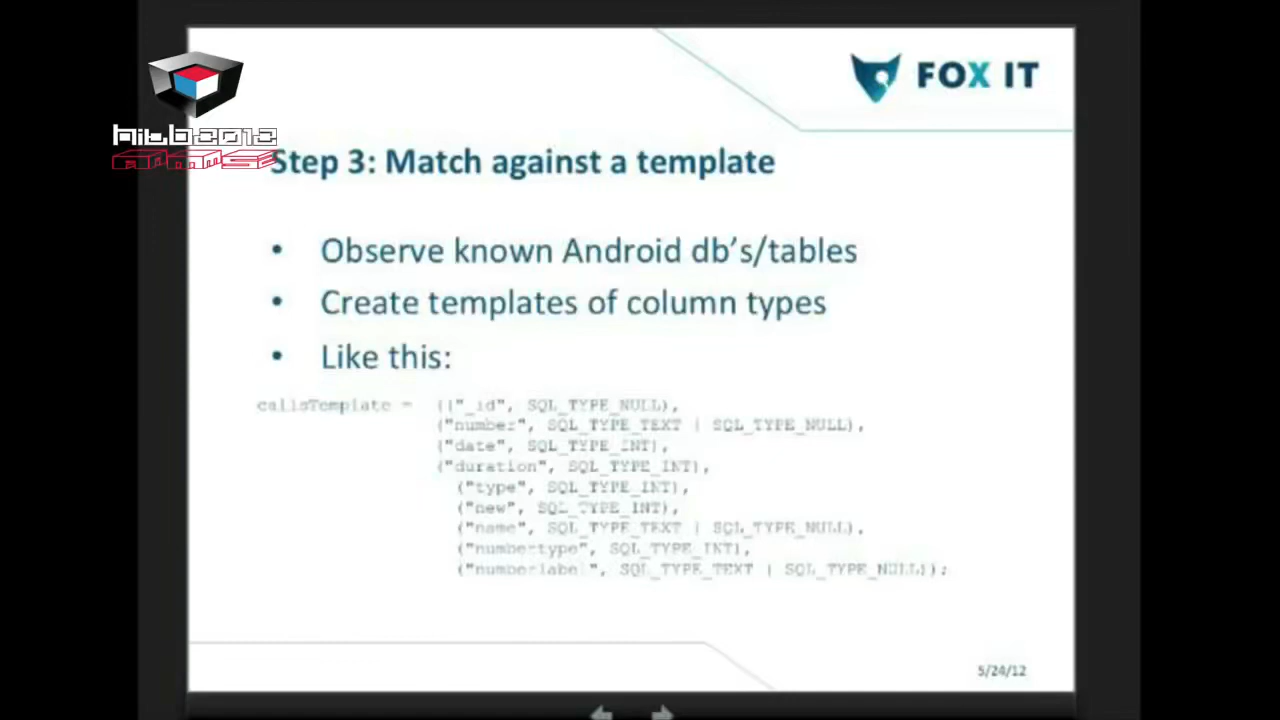 FOX IT
hitb2012
AMS
Step 3: Match against a template
• Observe known Android db's/tables
• Create templates of column types
• Like this:
callsTemplate = (("_id", SQL_TYPE_NULL),
("number", SQL_TYPE_TEXT | SQL_TYPE_NULL),
("date", SQL_TYPE_INT),
("duration", SQL_TYPE_INT),
("type", SQL_TYPE_INT),
("new", SQL_TYPE_INT),
("name", SQL_TYPE_TEXT | SQL_TYPE_NULL),
("numbertype", SQL_TYPE_INT),
("numberlabel", SQL_TYPE_TEXT | SQL_TYPE_NULL));
5/24/12